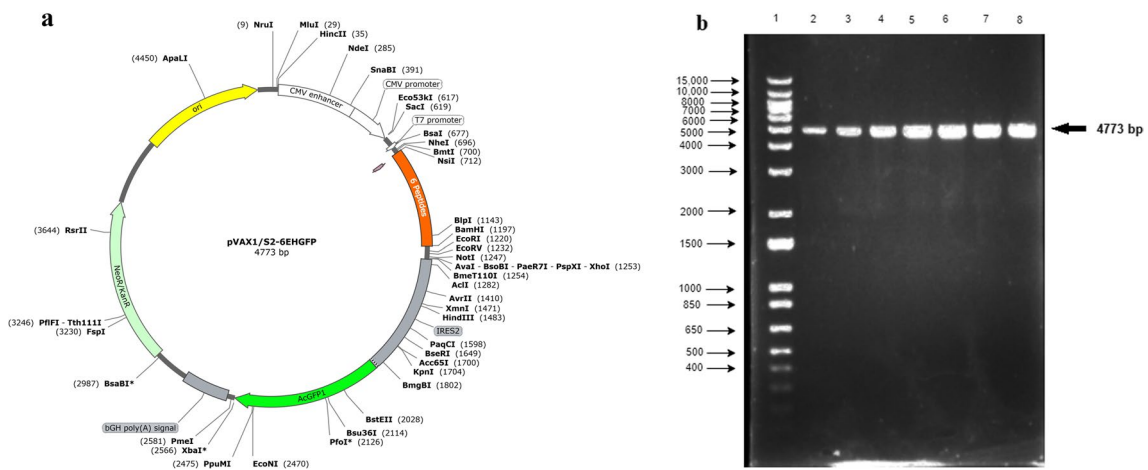 a
(9) NruI
MluI (29)
HincII (35)
NdeI (285)
SnaBI (391)
CMV promoter
Eco53kI (617)
SacI (619)
T7 promoter
BsaI (677)
NheI (696)
BmtI (700)
NsiI (712)
(4450) ApaLI
ori
CMV enhancer
6 Peptides
BlpI (1143)
BamHI (1197)
EcoRI (1220)
EcoRV (1232)
NotI (1247)
AvaI - BsoBI - PaeR7I - PspXI - XhoI (1253)
BmeT110I (1254)
AclI (1282)
AvrII (1410)
XmnI (1471)
HindIII (1483)
IRES2
PaqCI (1598)
BseRI (1649)
Acc65I (1700)
KpnI (1704)
BmgBI (1802)
BstEII (2028)
Bsu36I (2114)
PfoI* (2126)
AcGFP1
EcoNI (2470)
(2475) PpuMI
(2566) XbaI*
(2581) PmeI
bGH poly(A) signal
(2987) BsaBI*
(3230) FspI
(3246) PflFI - Tth111I
NeoR/KanR
(3644) RsrII
pVAX1/S2-6EHGFP
4773 bp
b
1 2 3 4 5 6 7 8
15,000
10,000
8000
7000
6000
5000
4000
3000
2000
1500
1000
850
650
500
400
4773 bp